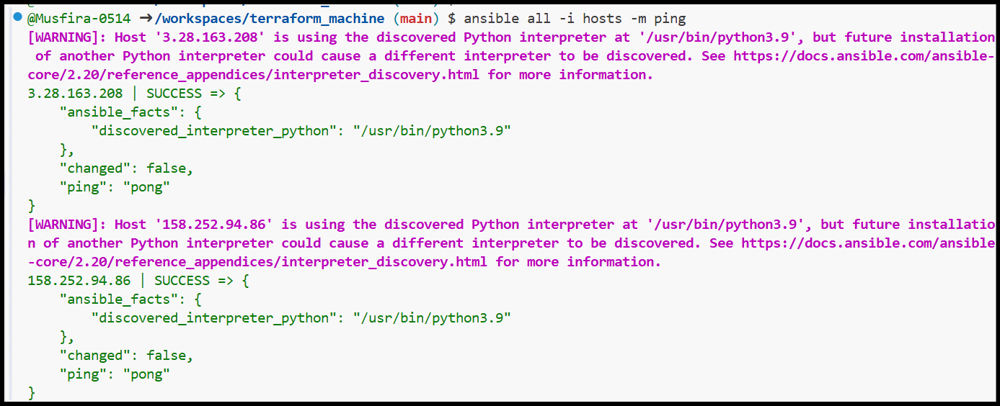 @Musfira-0514 ➜/workspaces/terraform_machine (main) $ ansible all -i hosts -m ping
[WARNING]: Host '3.28.163.208' is using the discovered Python interpreter at '/usr/bin/python3.9', but future installation
 of another Python interpreter could cause a different interpreter to be discovered. See https://docs.ansible.com/ansible-
core/2.20/reference_appendices/interpreter_discovery.html for more information.
3.28.163.208 | SUCCESS => {
    "ansible_facts": {
        "discovered_interpreter_python": "/usr/bin/python3.9"
    },
    "changed": false,
    "ping": "pong"
}
[WARNING]: Host '158.252.94.86' is using the discovered Python interpreter at '/usr/bin/python3.9', but future installatio
n of another Python interpreter could cause a different interpreter to be discovered. See https://docs.ansible.com/ansible
-core/2.20/reference_appendices/interpreter_discovery.html for more information.
158.252.94.86 | SUCCESS => {
    "ansible_facts": {
        "discovered_interpreter_python": "/usr/bin/python3.9"
    },
    "changed": false,
    "ping": "pong"
}